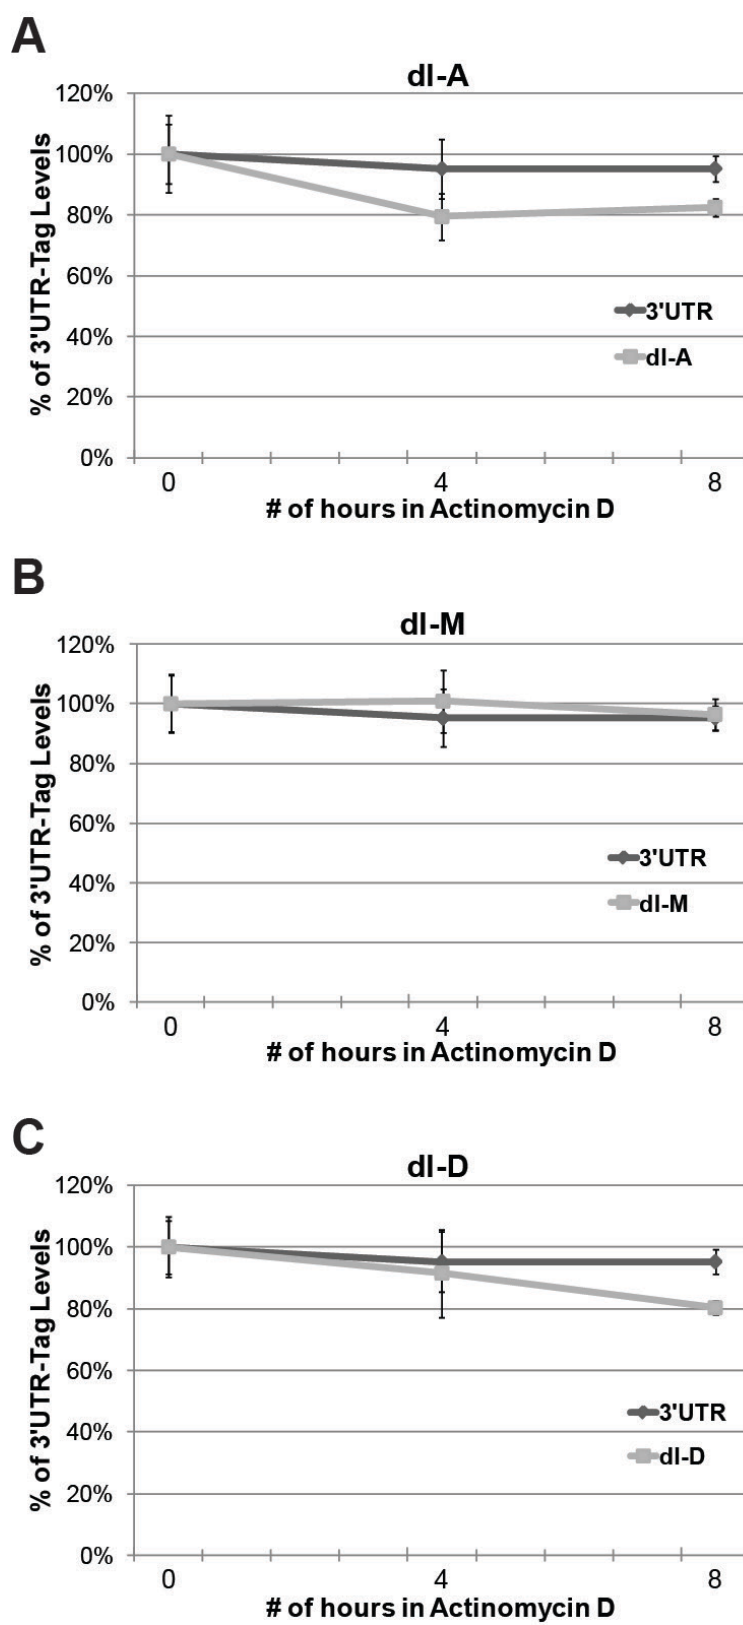 A
dl-A
120%
100%
80%
60%
40%
20%
0%
% of 3'UTR-Tag Levels
3'UTR
dl-A
0 4 8
# of hours in Actinomycin D
B
dl-M
120%
100%
80%
60%
40%
20%
0%
% of 3'UTR-Tag Levels
3'UTR
dl-M
0 4 8
# of hours in Actinomycin D
C
dl-D
120%
100%
80%
60%
40%
20%
0%
% of 3'UTR-Tag Levels
3'UTR
dl-D
0 4 8
# of hours in Actinomycin D